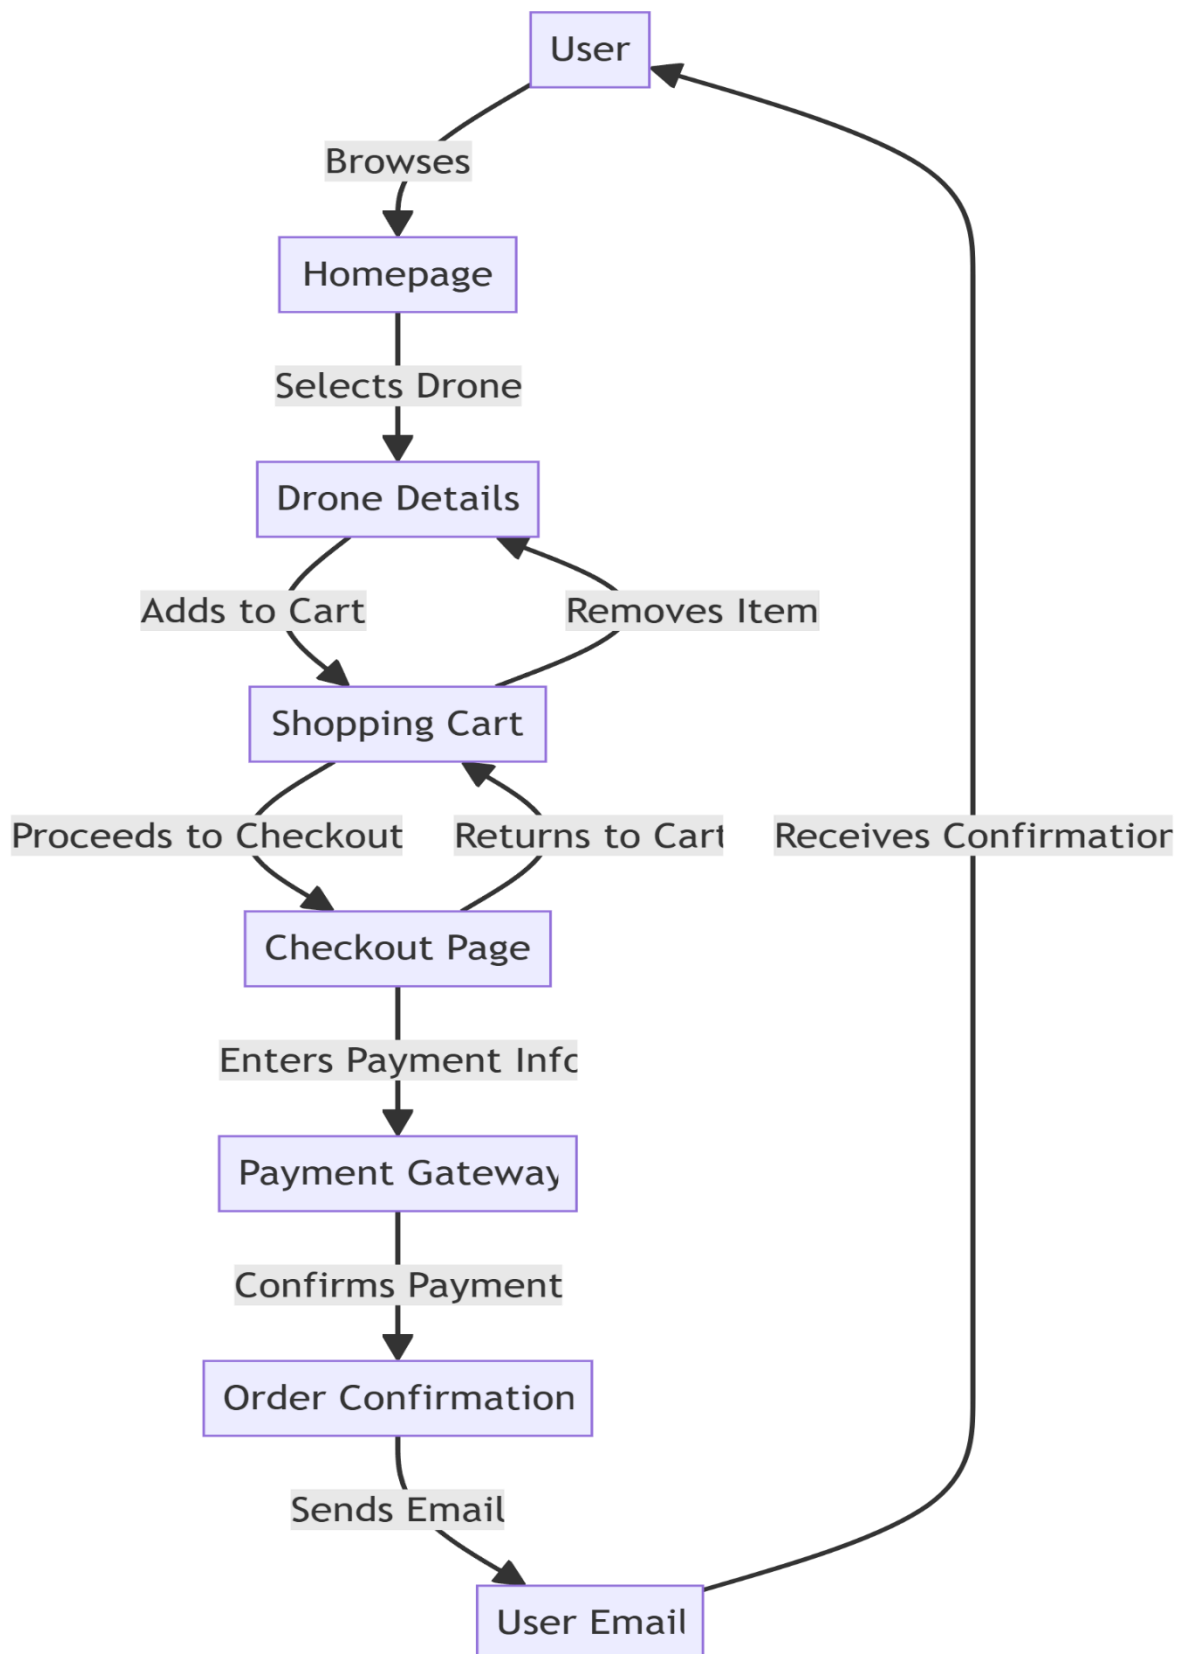 User
Browses
Homepage
Selects Drone
Drone Details
Adds to Cart
Removes Item
Shopping Cart
Proceeds to Checkout
Returns to Cart
Receives Confirmation
Checkout Page
Enters Payment Info
Payment Gateway
Confirms Payment
Order Confirmation
Sends Email
User Email